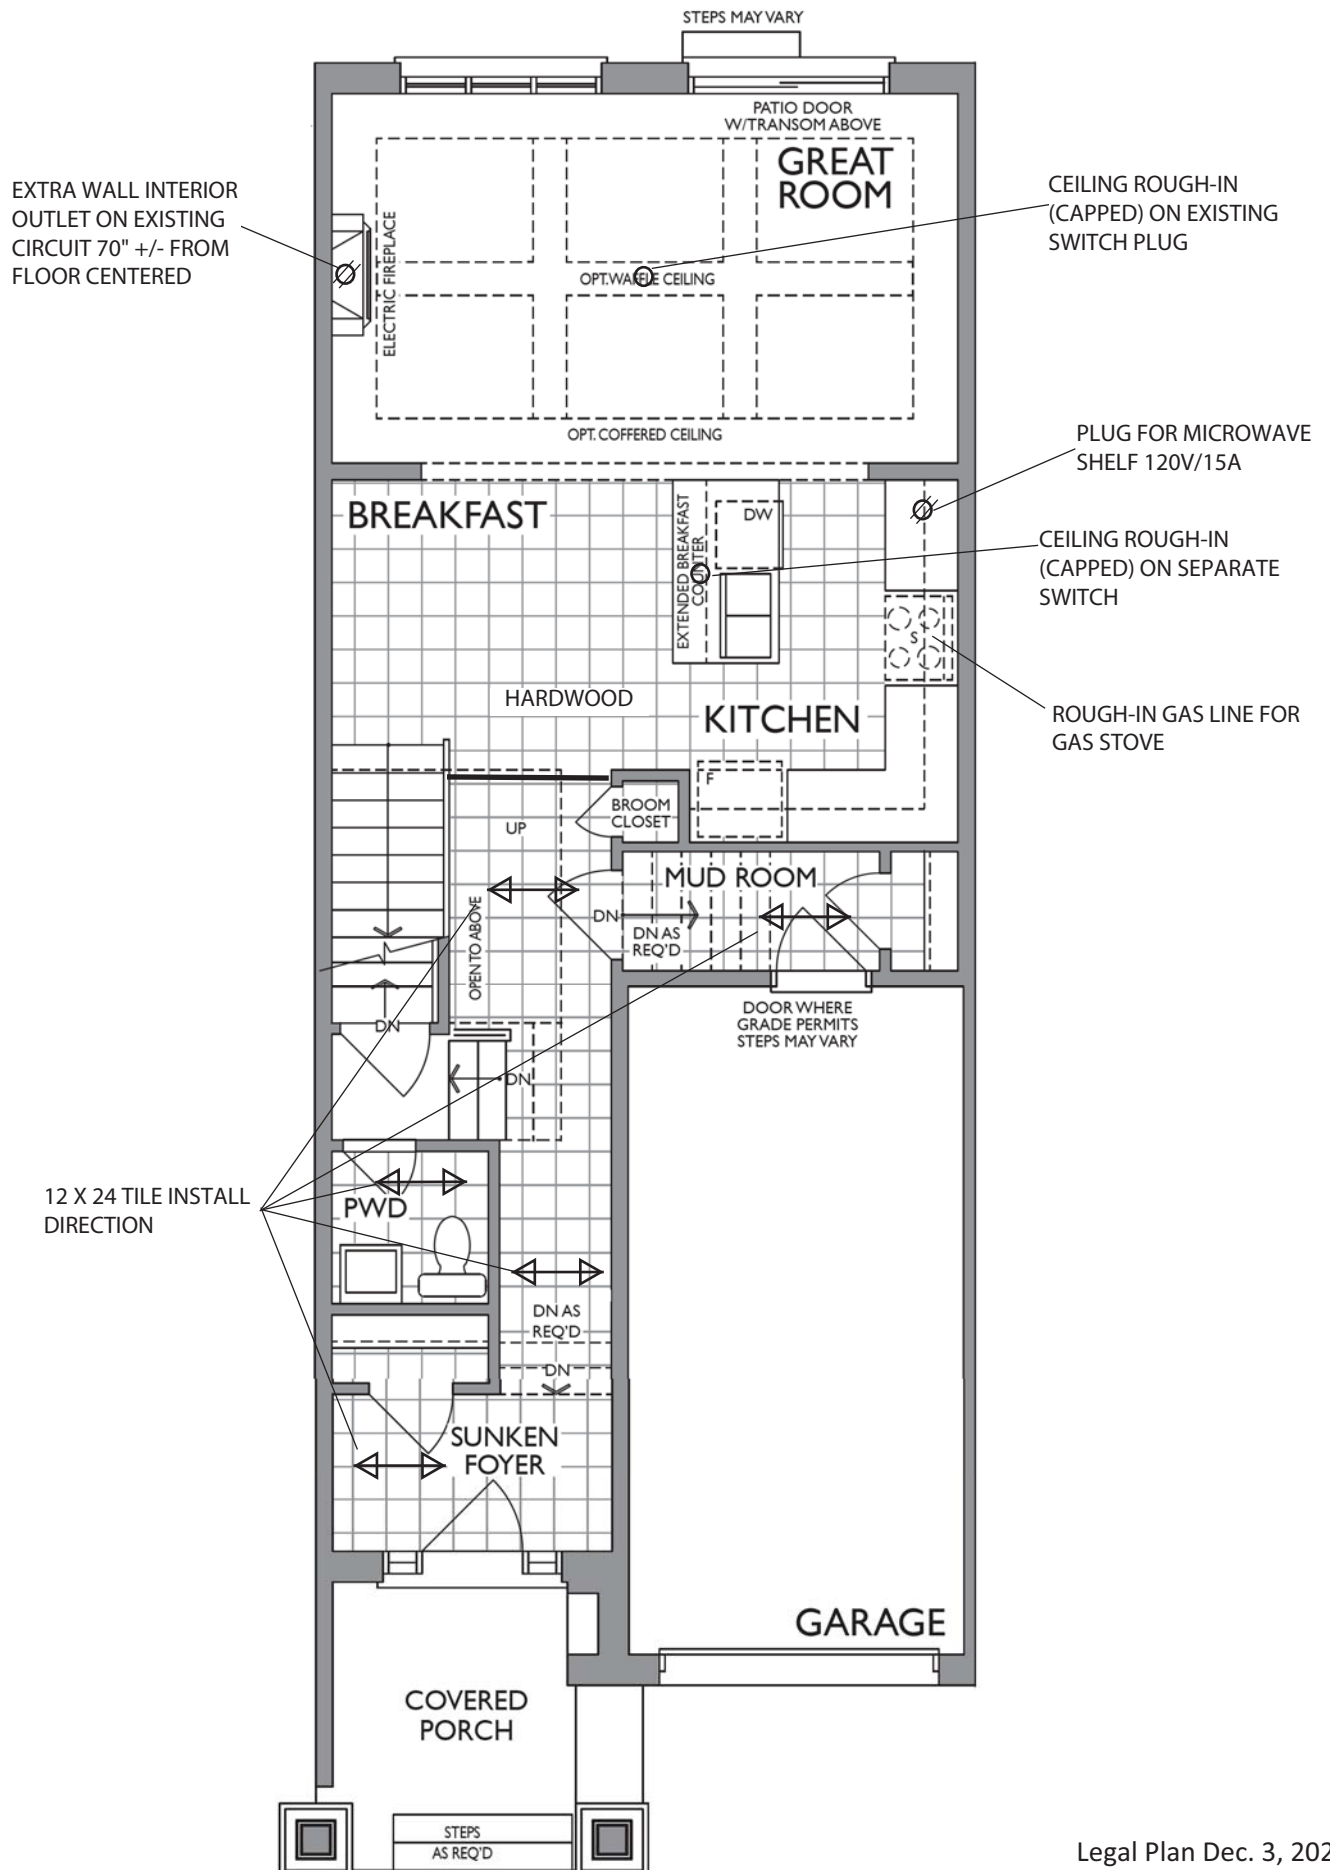 STEPS MAY VARY
PATIO DOOR
W/TRANSOM ABOVE
GREAT
ROOM
EXTRA WALL INTERIOR
OUTLET ON EXISTING
CIRCUIT 70" +/- FROM
FLOOR CENTERED
ELECTRIC FIREPLACE
CEILING ROUGH-IN
(CAPPED) ON EXISTING
SWITCH PLUG
OPT. WAFFLE CEILING
OPT. COFFERED CEILING
PLUG FOR MICROWAVE
SHELF 120V/15A
BREAKFAST
EXTENDED BREAKFAST
COUNTER
DW
CEILING ROUGH-IN
(CAPPED) ON SEPARATE
SWITCH
S
HARDWOOD
KITCHEN
ROUGH-IN GAS LINE FOR
GAS STOVE
F
BROOM
CLOSET
UP
MUD ROOM
DN
DN AS
REQ'D
OPEN TO ABOVE
DN
DOOR WHERE
GRADE PERMITS
STEPS MAY VARY
DN
12 X 24 TILE INSTALL
DIRECTION
PWD
DN AS
REQ'D
DN
SUNKEN
FOYER
GARAGE
COVERED
PORCH
STEPS
AS REQ'D
Legal Plan Dec. 3, 202